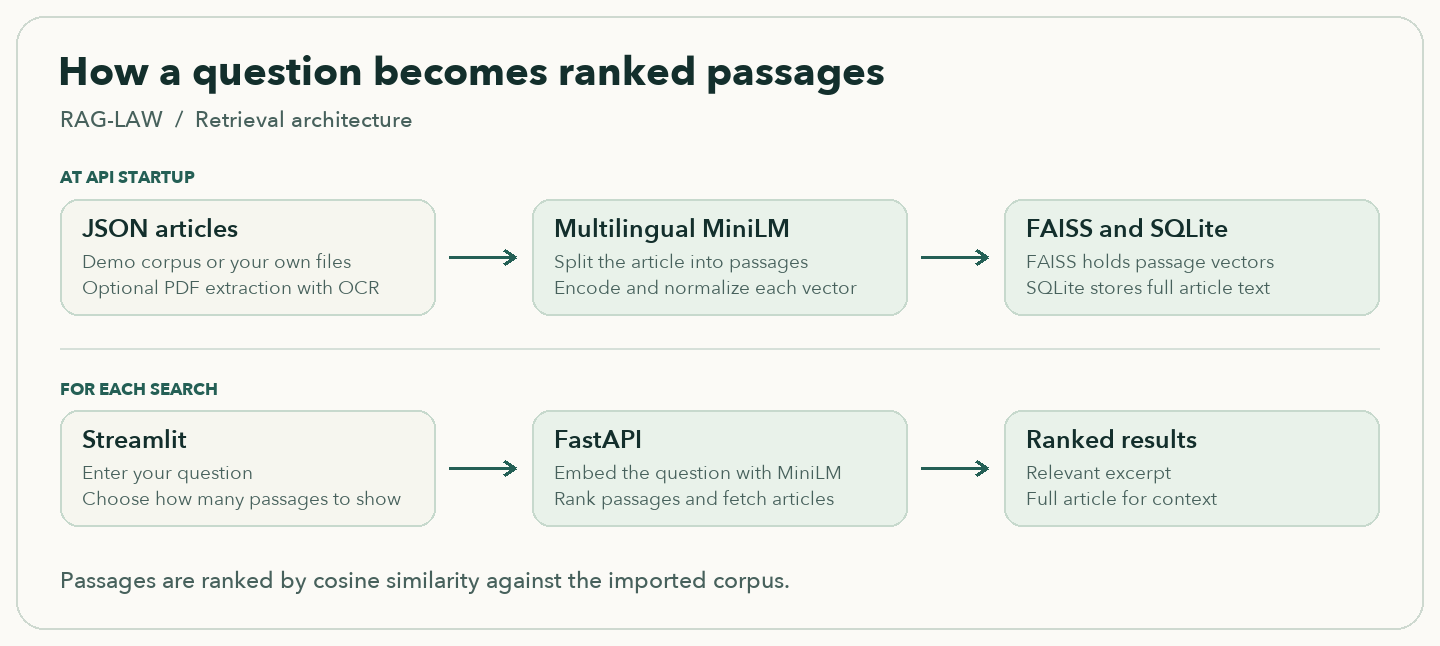 How a question becomes ranked passages
RAG-LAW / Retrieval architecture
AT API STARTUP
JSON articles
Demo corpus or your own files
Optional PDF extraction with OCR
Multilingual MiniLM
Split the article into passages
Encode and normalize each vector
FAISS and SQLite
FAISS holds passage vectors
SQLite stores full article text
FOR EACH SEARCH
Streamlit
Enter your question
Choose how many passages to show
FastAPI
Embed the question with MiniLM
Rank passages and fetch articles
Ranked results
Relevant excerpt
Full article for context
Passages are ranked by cosine similarity against the imported corpus.